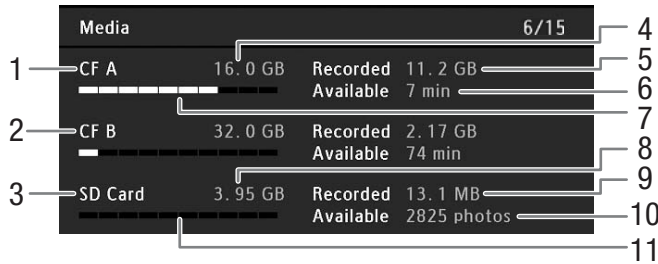 Media 6/15
4
1 CF A 16.0 GB Recorded 11.2 GB 5
Available 7 min 6
7
2 CF B 32.0 GB Recorded 2.17 GB
Available 74 min 8
3 SD Card 3.95 GB Recorded 13.1 MB 9
Available 2825 photos 10
11